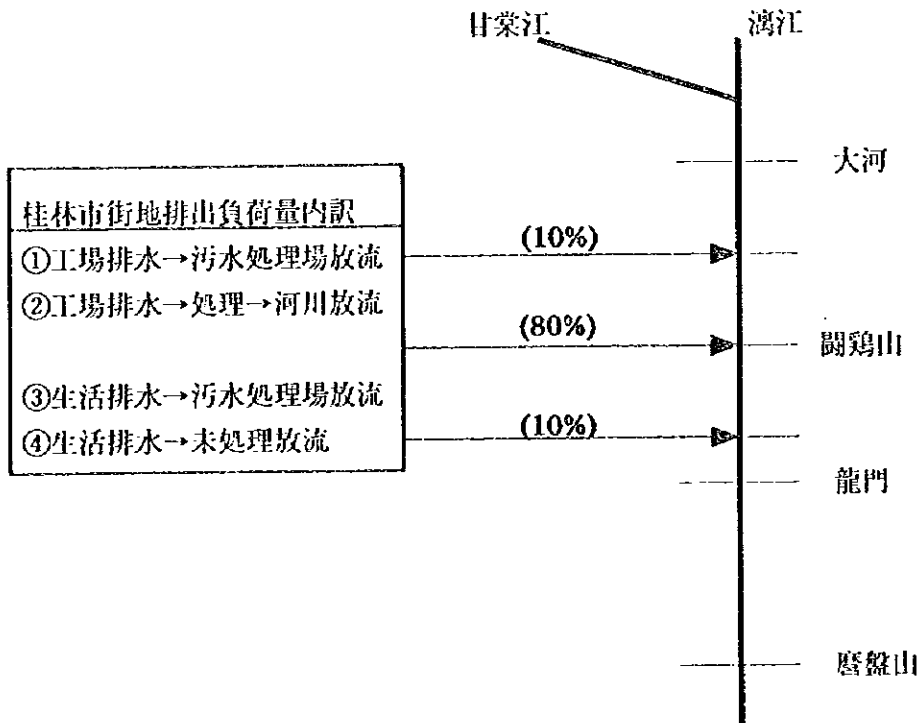 甘棠江
漓江
大河
桂林市街地排出負荷量内訳
①工場排水→汚水処理場放流
(10%)
②工場排水→処理→河川放流
(80%)
闘鶏山
③生活排水→汚水処理場放流
④生活排水→未処理放流
(10%)
龍門
磨盤山